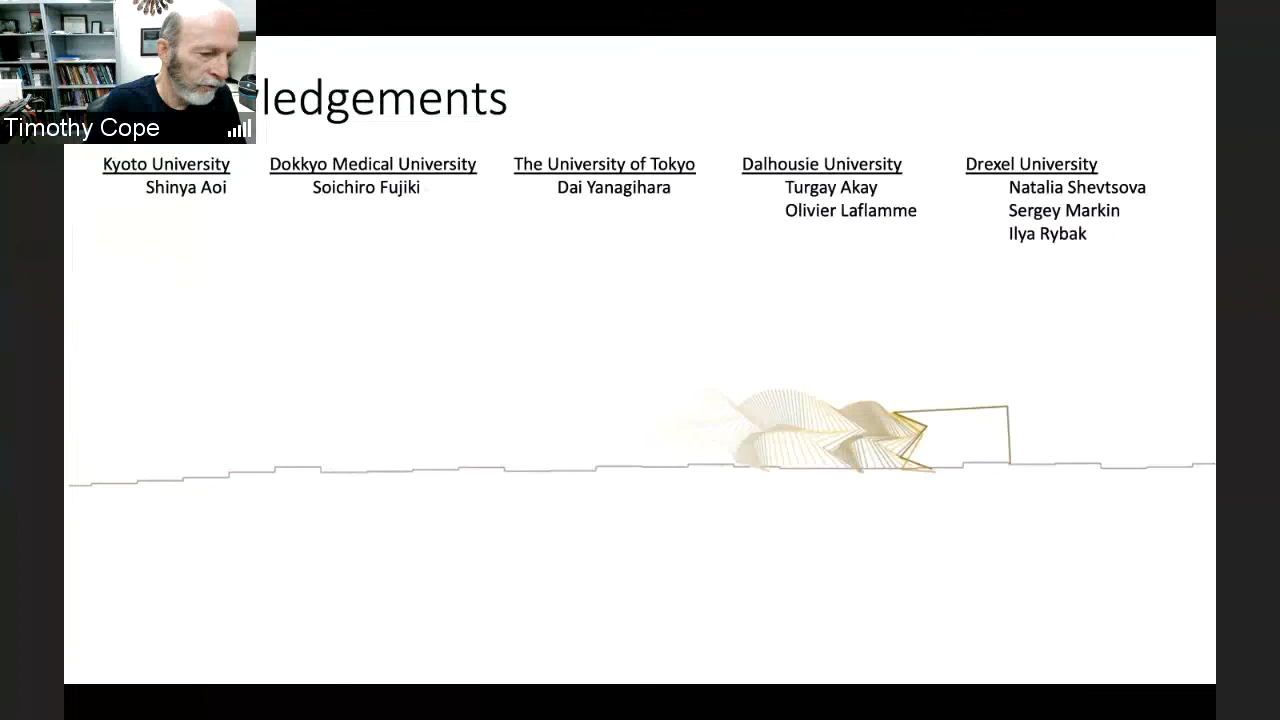 ledgements
Timothy Cope
Kyoto University
Shinya Aoi
Dokkyo Medical University
Soichiro Fujiki
The University of Tokyo
Dai Yanagihara
Dalhousie University
Turgay Akay
Olivier Laflamme
Drexel University
Natalia Shevtsova
Sergey Markin
Ilya Rybak